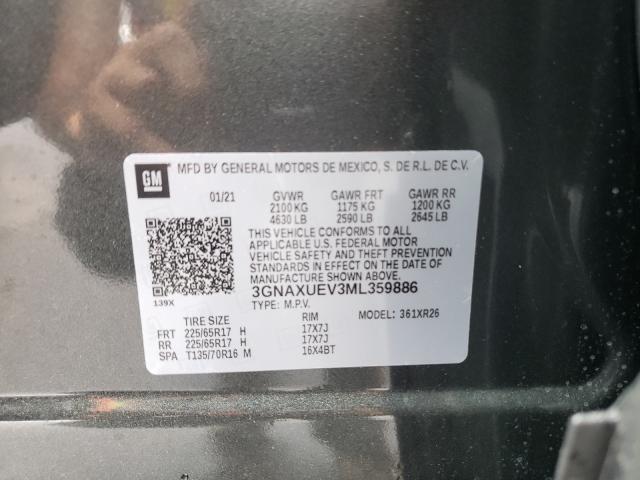 GM MFD BY GENERAL MOTORS DE MEXICO, S. DE R.L. DE C.V.
01/21 GVWR GAWR FRT GAWR RR
2100 KG 1175 KG 1200 KG
4630 LB 2590 LB 2645 LB
THIS VEHICLE CONFORMS TO ALL
APPLICABLE U.S. FEDERAL MOTOR
VEHICLE SAFETY AND THEFT PREVENTION
STANDARDS IN EFFECT ON THE DATE OF
MANUFACTURE SHOWN ABOVE.
139X 3GNAXUEV3ML359886
TYPE: M.P.V.
TIRE SIZE RIM MODEL: 361XR26
FRT 225/65R17 H 17X7J
RR 225/65R17 H 17X7J
SPA T135/70R16 M 16X4BT